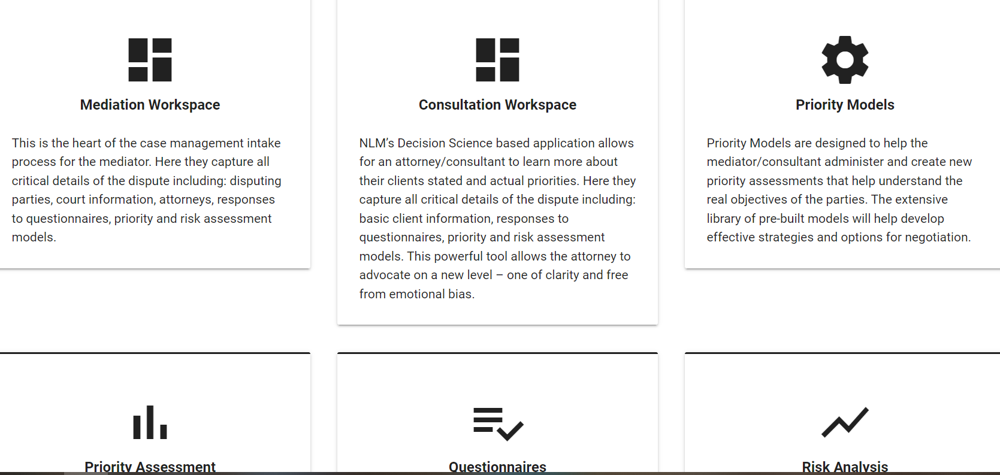 Mediation Workspace
This is the heart of the case management intake
process for the mediator. Here they capture all
critical details of the dispute including: disputing
parties, court information, attorneys, responses
to questionnaires, priority and risk assessment
models.
Consultation Workspace
NLM’s Decision Science based application allows
for an attorney/consultant to learn more about
their clients stated and actual priorities. Here they
capture all critical details of the dispute including:
basic client information, responses to
questionnaires, priority and risk assessment
models. This powerful tool allows the attorney to
advocate on a new level – one of clarity and free
from emotional bias.
Priority Models
Priority Models are designed to help the
mediator/consultant administer and create new
priority assessments that help understand the
real objectives of the parties. The extensive
library of pre-built models will help develop
effective strategies and options for negotiation.
Priority Assessment
Questionnaires
Risk Analysis